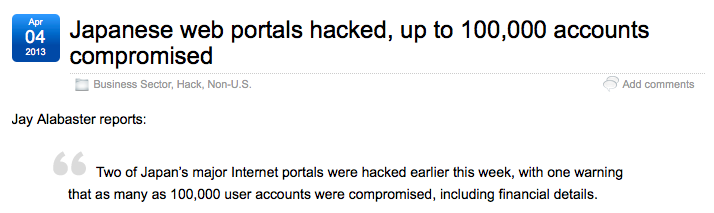 Apr
04
2013
Japanese web portals hacked, up to 100,000 accounts
compromised
Business Sector, Hack, Non-U.S.
Add comments
Jay Alabaster reports:
Two of Japan's major Internet portals were hacked earlier this week, with one warning
that as many as 100,000 user accounts were compromised, including financial details.